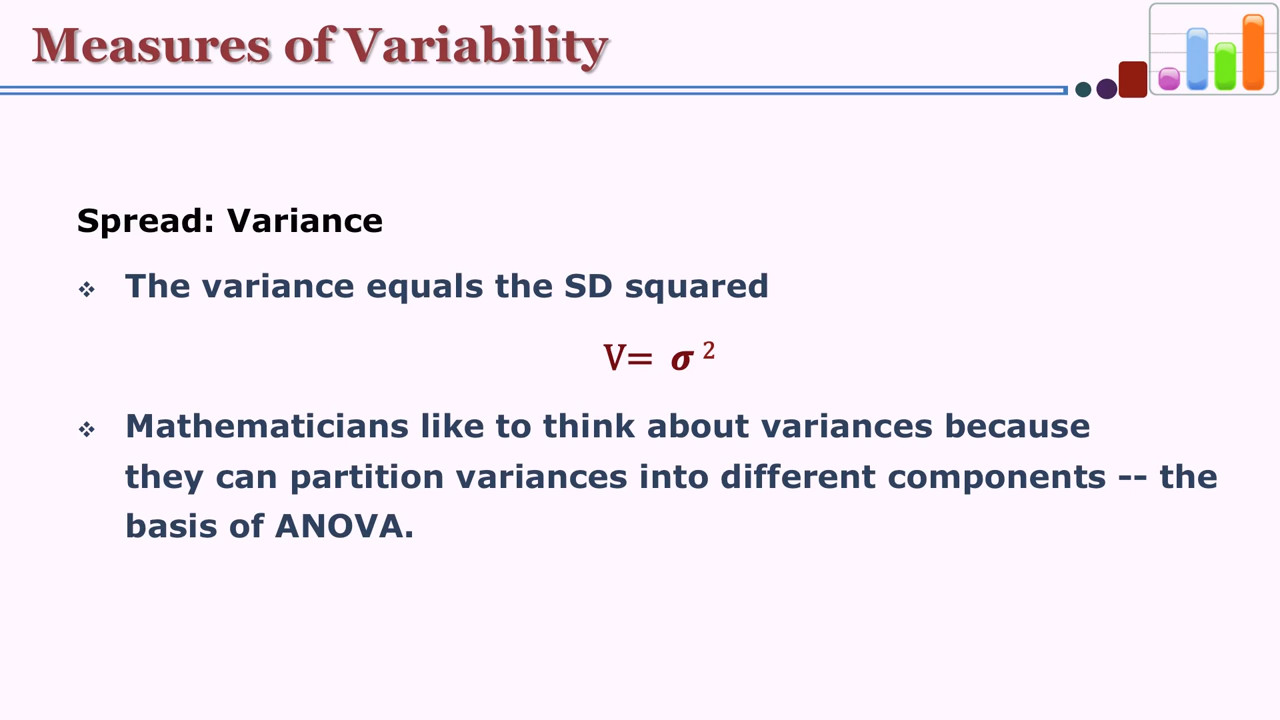 Measures of Variability
Spread: Variance
❖ The variance equals the SD squared
V= σ ²
❖ Mathematicians like to think about variances because
they can partition variances into different components -- the
basis of ANOVA.